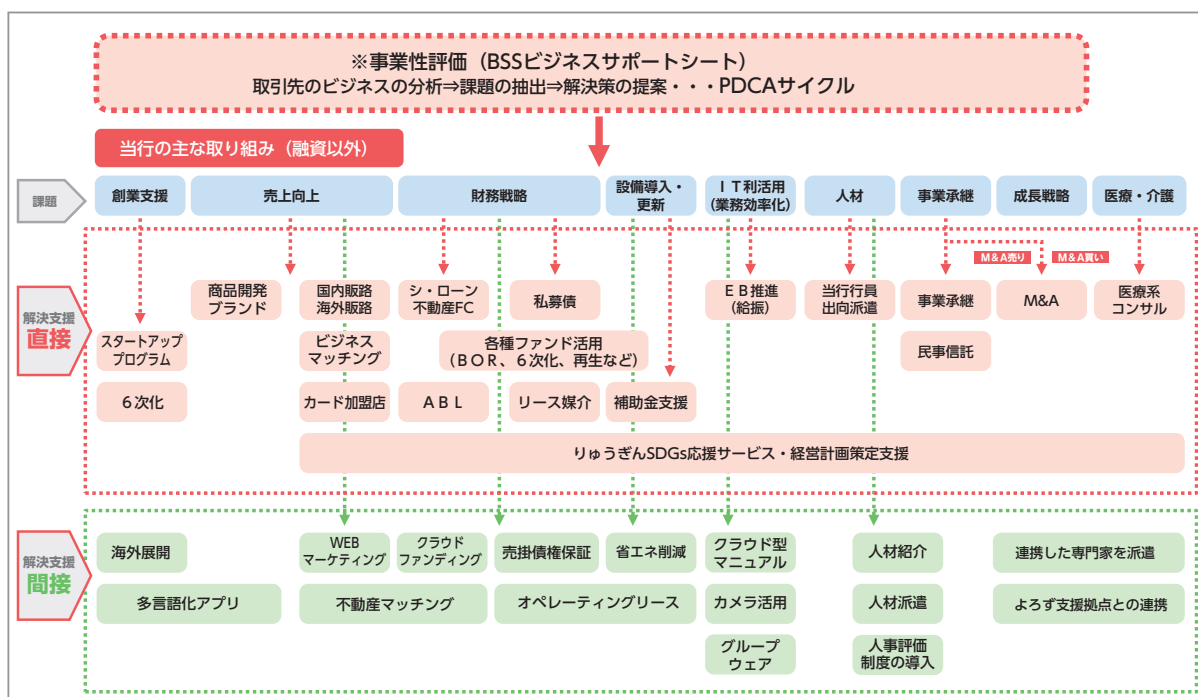 ※事業性評価（BSSビジネスサポートシート）
取引先のビジネスの分析⇒課題の抽出⇒解決策の提案・・・PDCAサイクル
当行の主な取り組み（融資以外）
課題
創業支援
売上向上
財務戦略
設備導入・
更新
ＩＴ利活用
（業務効率化）
人材
事業承継
成長戦略
医療・介護
M&A売り
M&A買い
解決支援
直接
商品開発
ブランド
国内販路
海外販路
シ・ローン
不動産FC
私募債
ＥＢ推進
（給振）
当行行員
出向派遣
事業承継
M&A
医療系
コンサル
スタートアップ
プログラム
ビジネス
マッチング
各種ファンド活用
（ＢＯＲ、６次化、再生など）
民事信託
６次化
カード加盟店
ＡＢＬ
リース媒介
補助金支援
りゅうぎんSDGs応援サービス・経営計画策定支援
解決支援
間接
海外展開
WEB
マーケティング
クラウド
ファンディング
売掛債権保証
省エネ削減
クラウド型
マニュアル
人材紹介
連携した専門家を派遣
多言語化アプリ
不動産マッチング
オペレーティングリース
カメラ活用
人材派遣
よろず支援拠点との連携
グループ
ウェア
人事評価
制度の導入